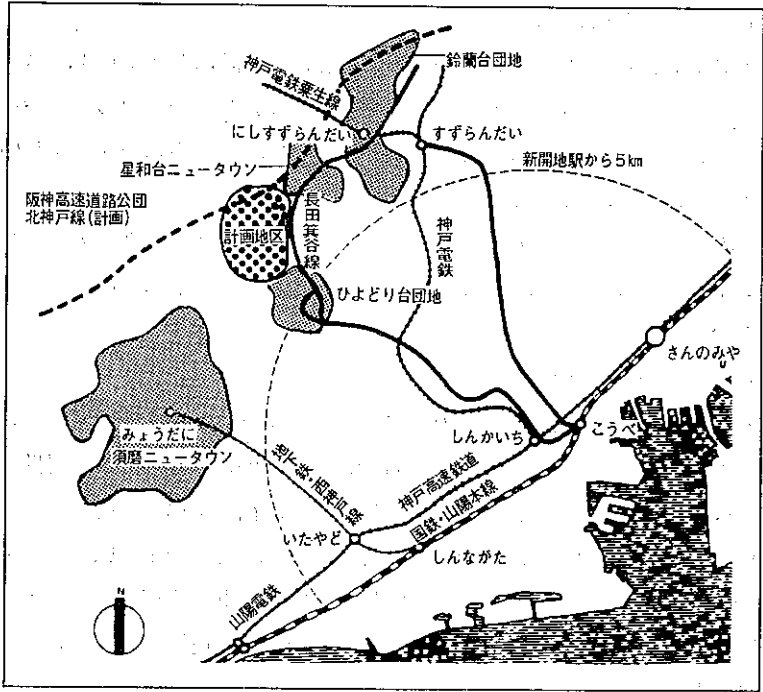 鈴蘭台団地
神戸電鉄粟生線
にしすずらんだい
すずらんだい
星和台ニュータウン
新開地駅から5km
阪神高速道路公団
北神戸線(計画)
計画地区
長田箕谷線
神戸電鉄
ひよどり台団地
さんのみや
みょうだに
須磨ニュータウン
しんかいち
こうべ
地下鉄・西神戸線
神戸高速鉄道
国鉄・山陽本線
いたやど
しんながた
山陽電鉄
N